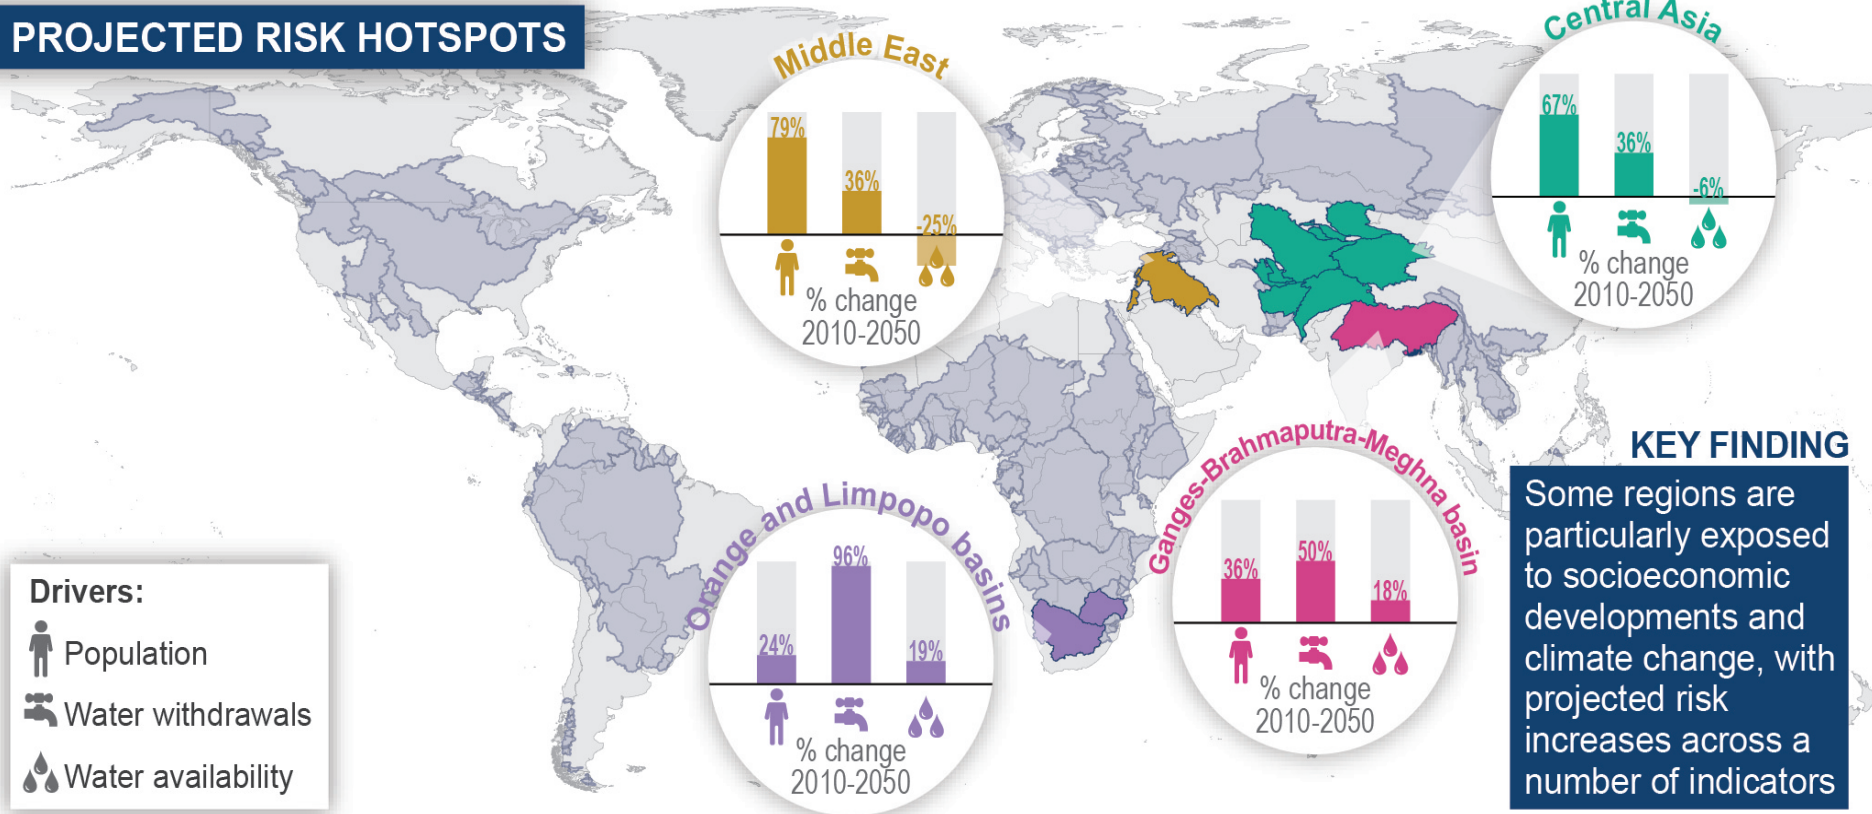 PROJECTED RISK HOTSPOTS
Middle East
79%
36%
-25%
% change
2010-2050
Central Asia
67%
36%
-6%
% change
2010-2050
Orange and Limpopo basins
24%
96%
19%
% change
2010-2050
Ganges-Brahmaputra-Meghna basin
36%
50%
18%
% change
2010-2050
Drivers:
Population
Water withdrawals
Water availability
KEY FINDING
Some regions are
particularly exposed
to socioeconomic
developments and
climate change, with
projected risk
increases across a
number of indicators